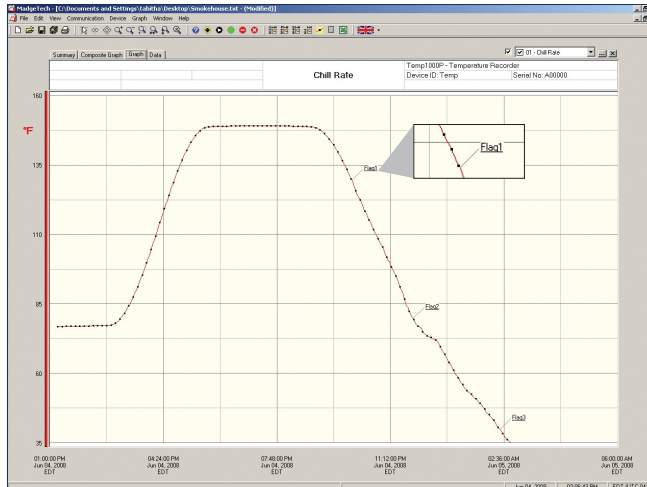 MadgeTech - [C:\Documents and Settings\tabitha\Desktop\Smokehouse.txt - (Modified)]
File Edit View Communication Device Graph Window Help
Summary Composite Graph Graph Data
01 - Chill Rate
Chill Rate
Temp1000P - Temperature Recorder
Device ID: Temp
Serial No: A00000
160
°F
135
110
85
60
35
Flag1
Flag1
Flag2
Flag3
01:00:00 PM
Jun 04, 2008
EDT
04:24:00 PM
Jun 04, 2008
EDT
07:48:00 PM
Jun 04, 2008
EDT
11:12:00 PM
Jun 04, 2008
EDT
02:36:00 AM
Jun 05, 2008
EDT
06:00:00 AM
Jun 05, 2008
EDT